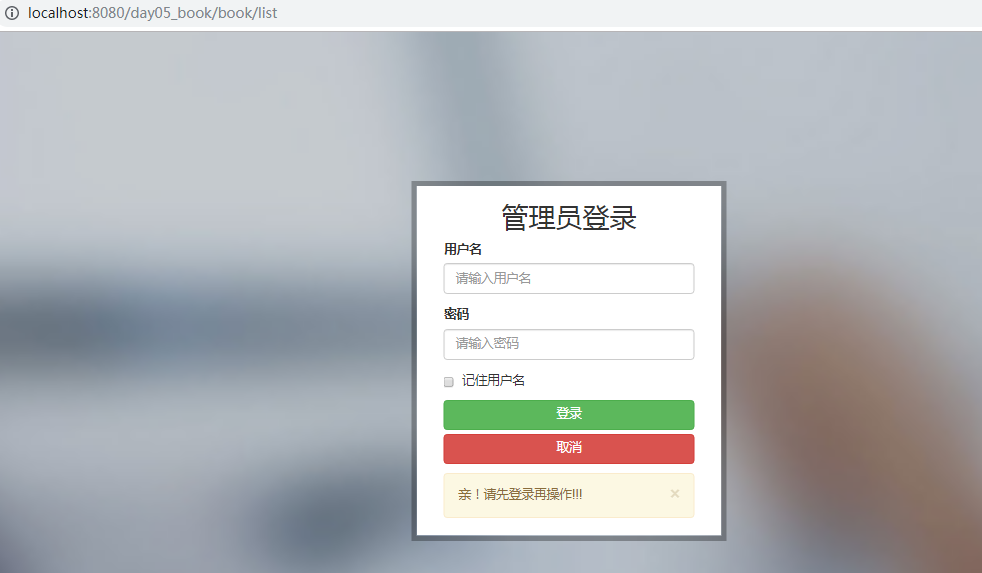 localhost:8080/day05_book/book/list
管理员登录
用户名
请输入用户名
密码
请输入密码
记住用户名
登录
取消
亲！请先登录再操作!!! ×